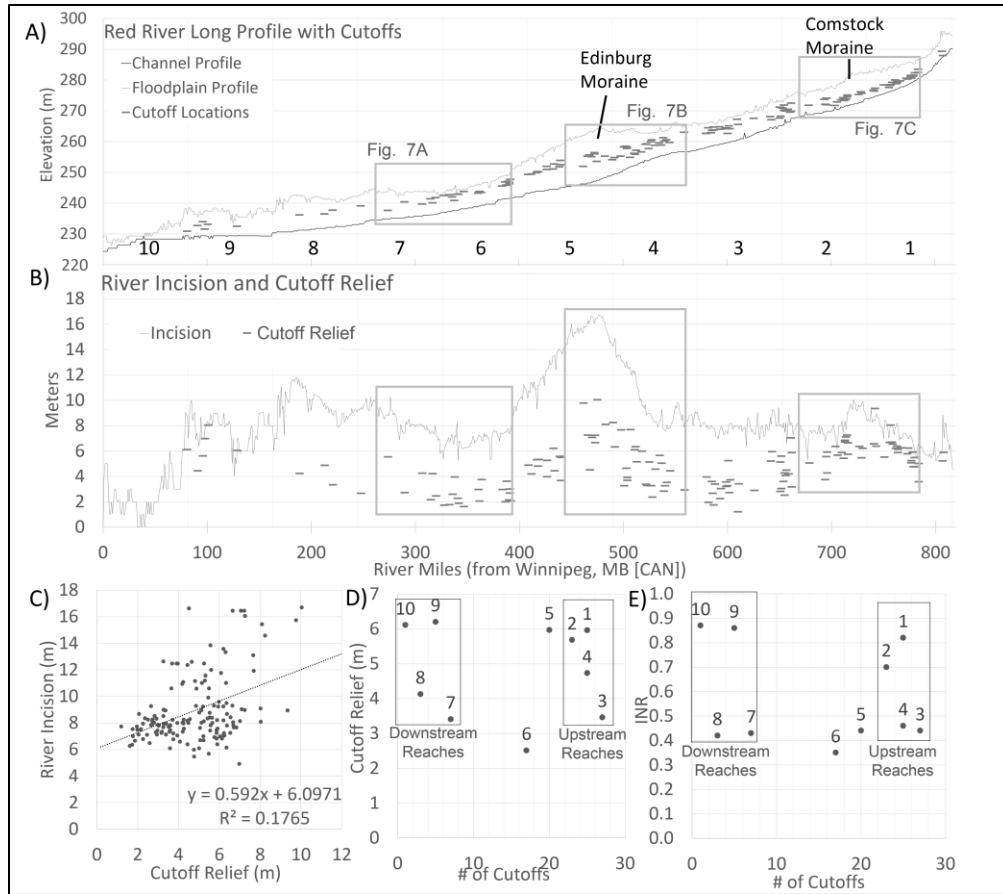 A)
Red River Long Profile with Cutoffs
Channel Profile
Floodplain Profile
Cutoff Locations
Edinburg
Moraine
Comstock
Moraine
Fig. 7A
Fig. 7B
Fig. 7C
Elevation (m)
300
290
280
270
260
250
240
230
220
10 9 8 7 6 5 4 3 2 1
B)
River Incision and Cutoff Relief
Incision
Cutoff Relief
Meters
18
16
14
12
10
8
6
4
2
0
0 100 200 300 400 500 600 700 800
River Miles (from Winnipeg, MB [CAN])
C)
River Incision (m)
18
16
14
12
10
8
6
4
2
0
y = 0.592x + 6.0971
R² = 0.1765
0 2 4 6 8 10 12
Cutoff Relief (m)
D)
Cutoff Relief (m)
7
6
5
4
3
2
1
0
10 9
8
7
5
2 1
4
3
6
Downstream
Reaches
Upstream
Reaches
0 10 20 30
# of Cutoffs
E)
INR
1.0
0.9
0.8
0.7
0.6
0.5
0.4
0.3
0.2
0.1
0.0
10 9
8 7
1
2
5
4 3
6
Downstream
Reaches
Upstream
Reaches
0 10 20 30
# of Cutoffs